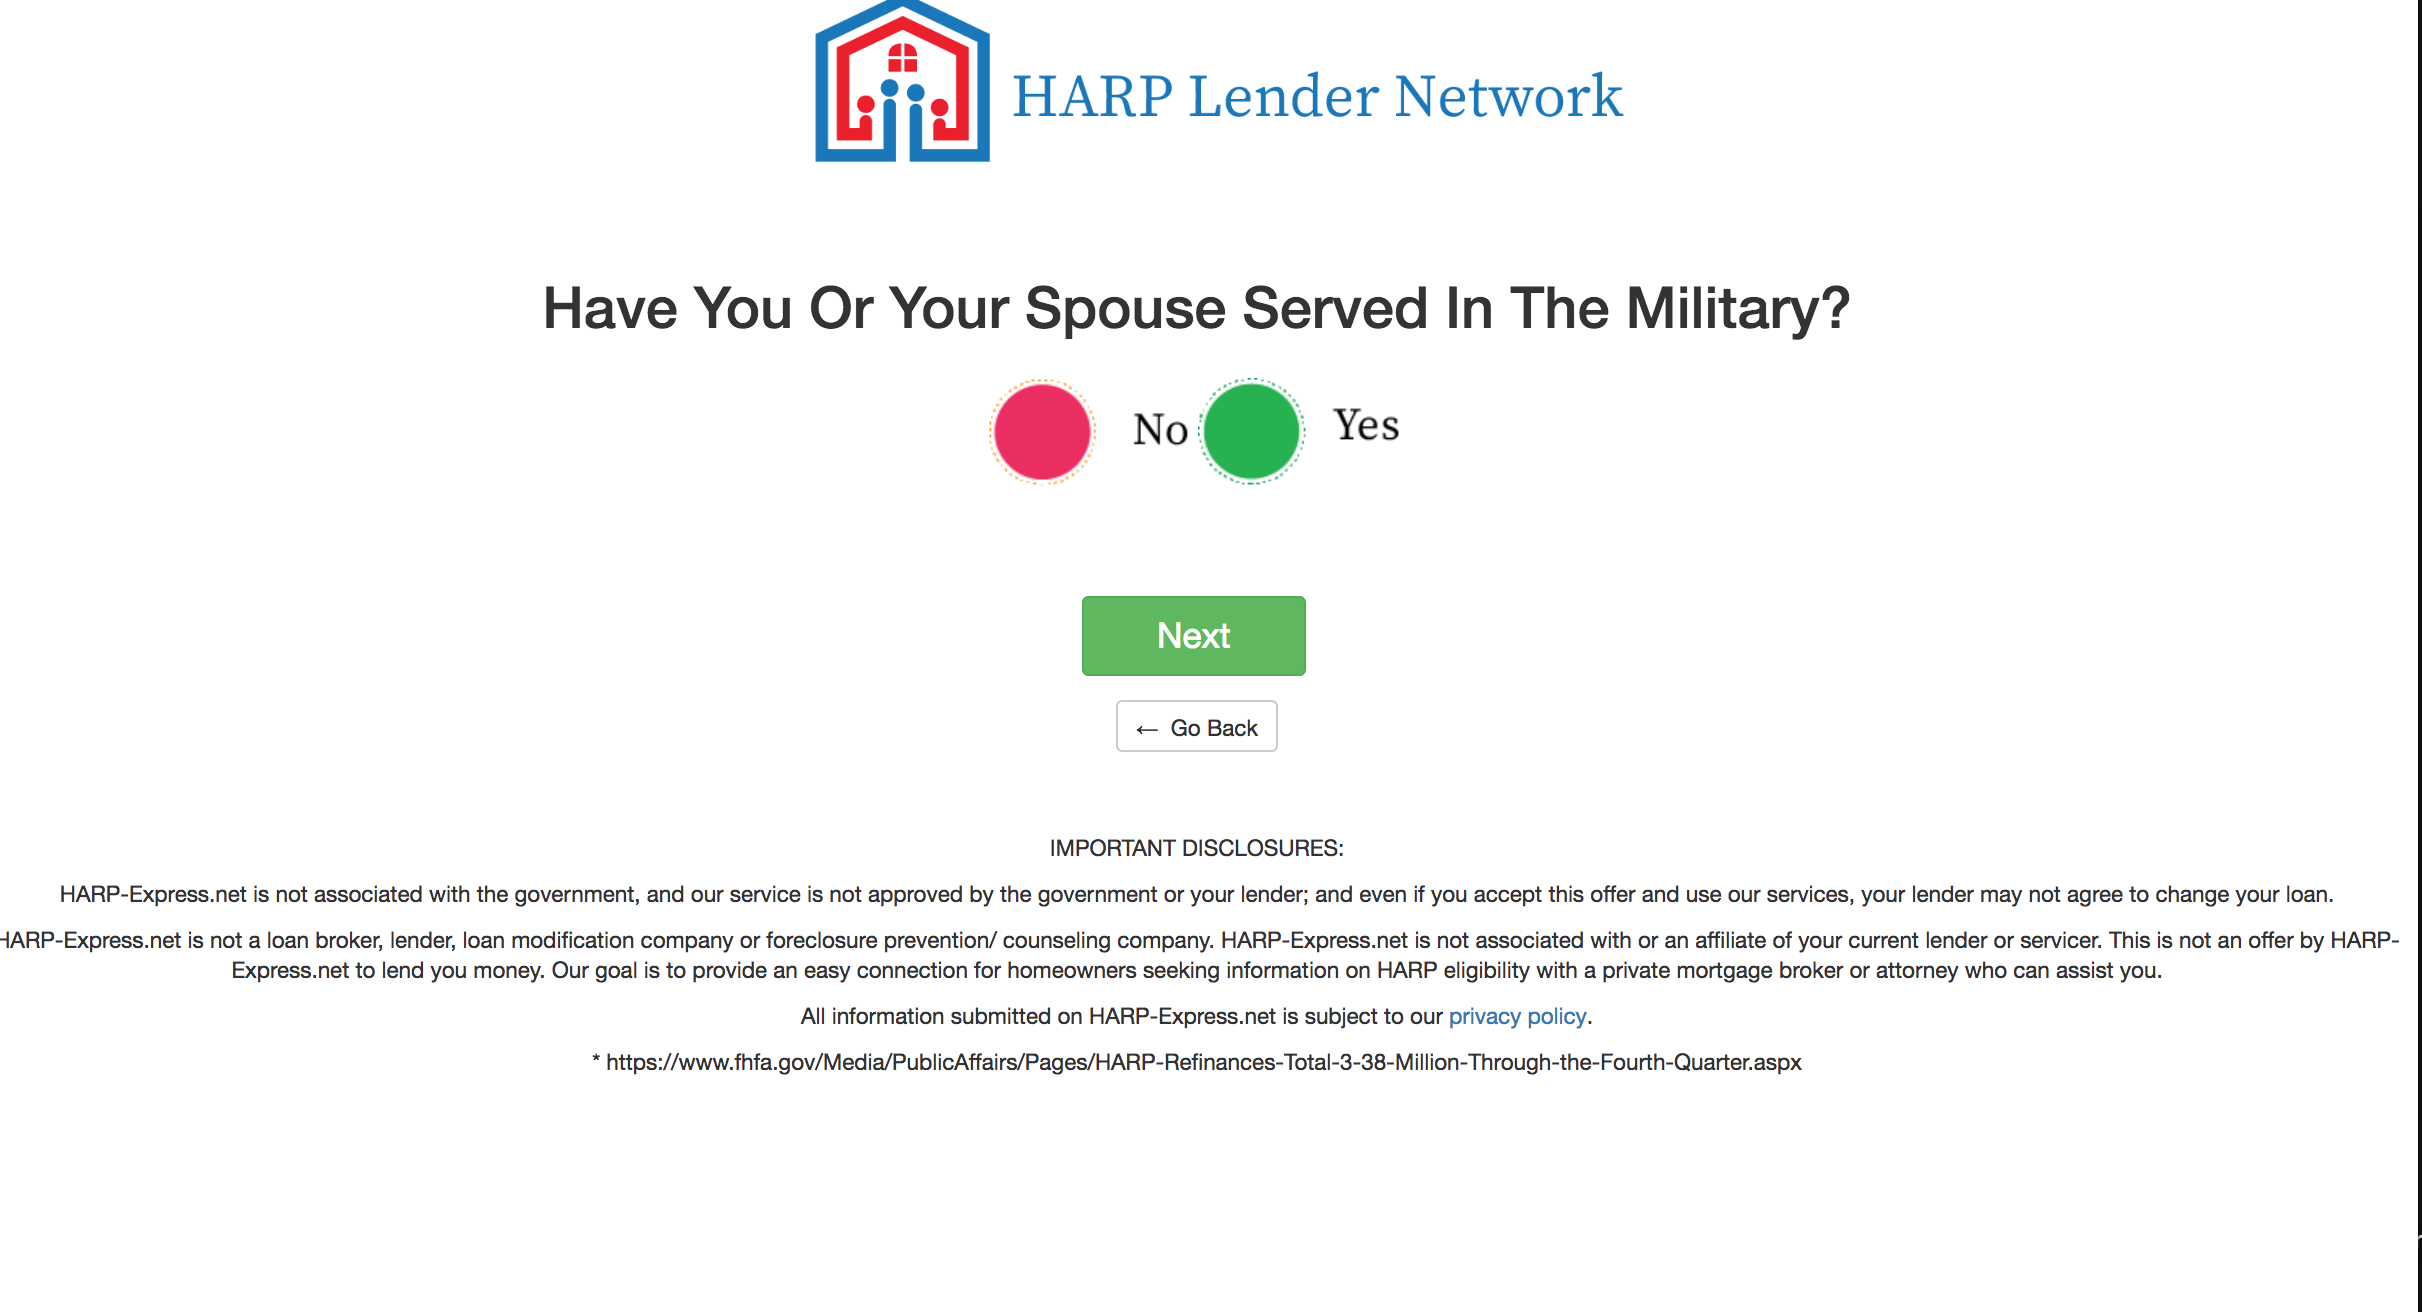 HARP Lender Network
Have You Or Your Spouse Served In The Military?
No Yes
Next
← Go Back
IMPORTANT DISCLOSURES:
HARP-Express.net is not associated with the government, and our service is not approved by the government or your lender; and even if you accept this offer and use our services, your lender may not agree to change your loan.
HARP-Express.net is not a loan broker, lender, loan modification company or foreclosure prevention/ counseling company. HARP-Express.net is not associated with or an affiliate of your current lender or servicer. This is not an offer by HARP-
Express.net to lend you money. Our goal is to provide an easy connection for homeowners seeking information on HARP eligibility with a private mortgage broker or attorney who can assist you.
All information submitted on HARP-Express.net is subject to our privacy policy.
* https://www.fhfa.gov/Media/PublicAffairs/Pages/HARP-Refinances-Total-3-38-Million-Through-the-Fourth-Quarter.aspx